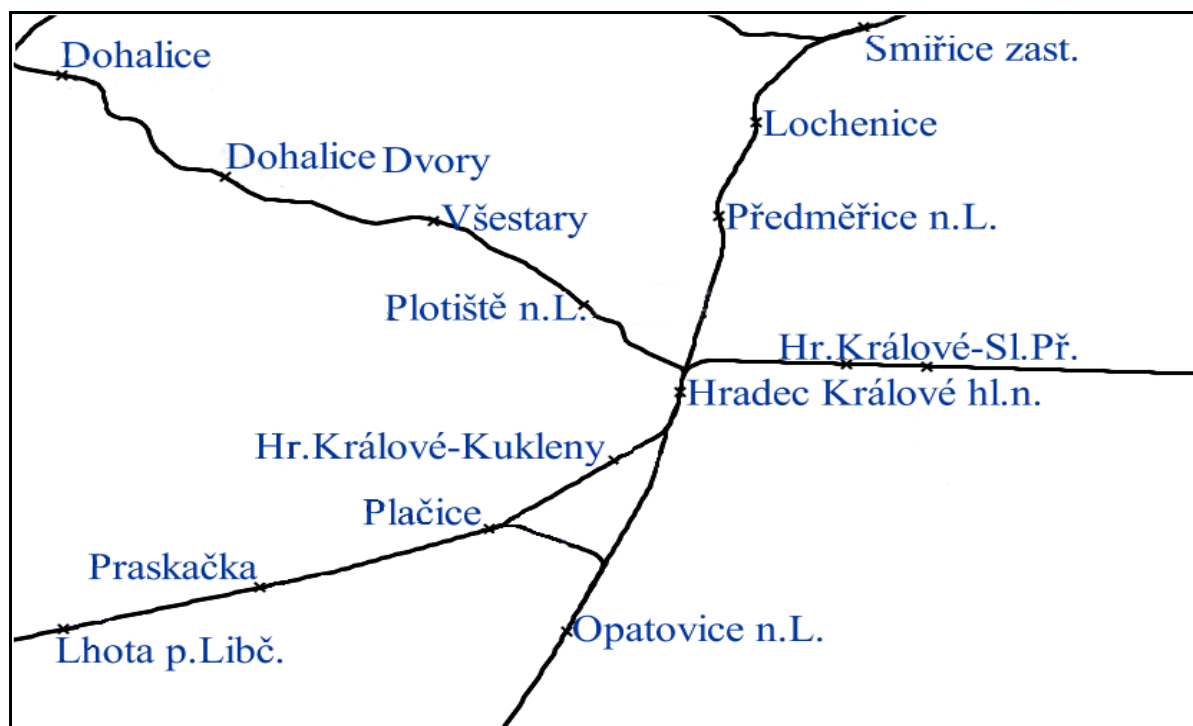 Smiřice zast.
Dohalice
Lochenice
Dohalice Dvory
Všestary
Předměřice n.L.
Plotiště n.L.
Hr.Králové-Sl.Př.
Hradec Králové hl.n.
Hr.Králové-Kukleny
Plačice
Praskačka
Opatovice n.L.
Lhota p.Libč.